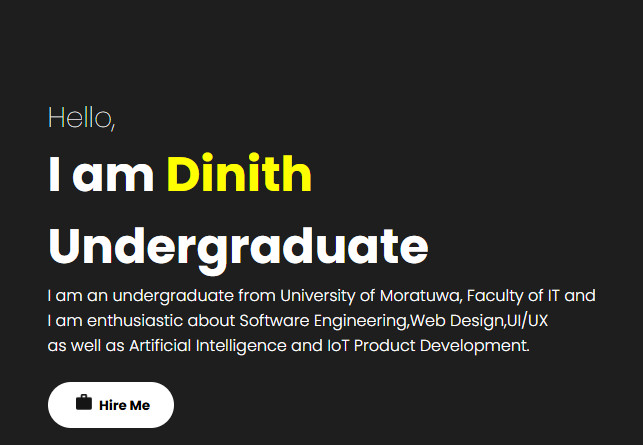 Hello,
I am Dinith
Undergraduate
I am an undergraduate from University of Moratuwa, Faculty of IT and
I am enthusiastic about Software Engineering,Web Design,UI/UX
as well as Artificial Intelligence and IoT Product Development.
Hire Me